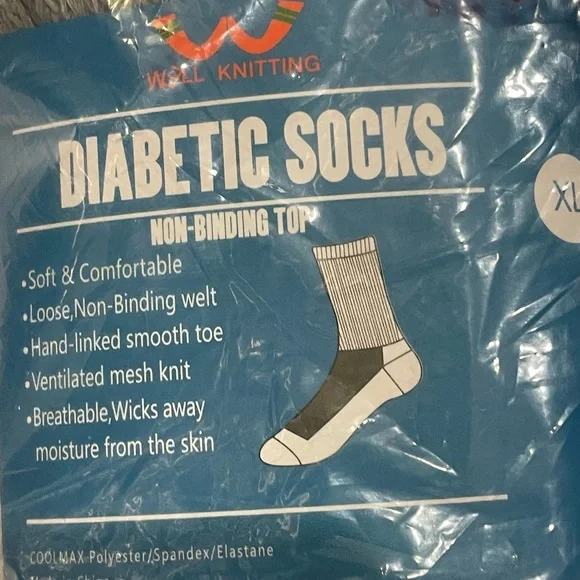 WELL KNITTING
DIABETIC SOCKS
XL
NON-BINDING TOP
•Soft & Comfortable
•Loose,Non-Binding welt
•Hand-linked smooth toe
•Ventilated mesh knit
•Breathable,Wicks away
moisture from the skin
COOLMAX Polyester/Spandex/Elastane